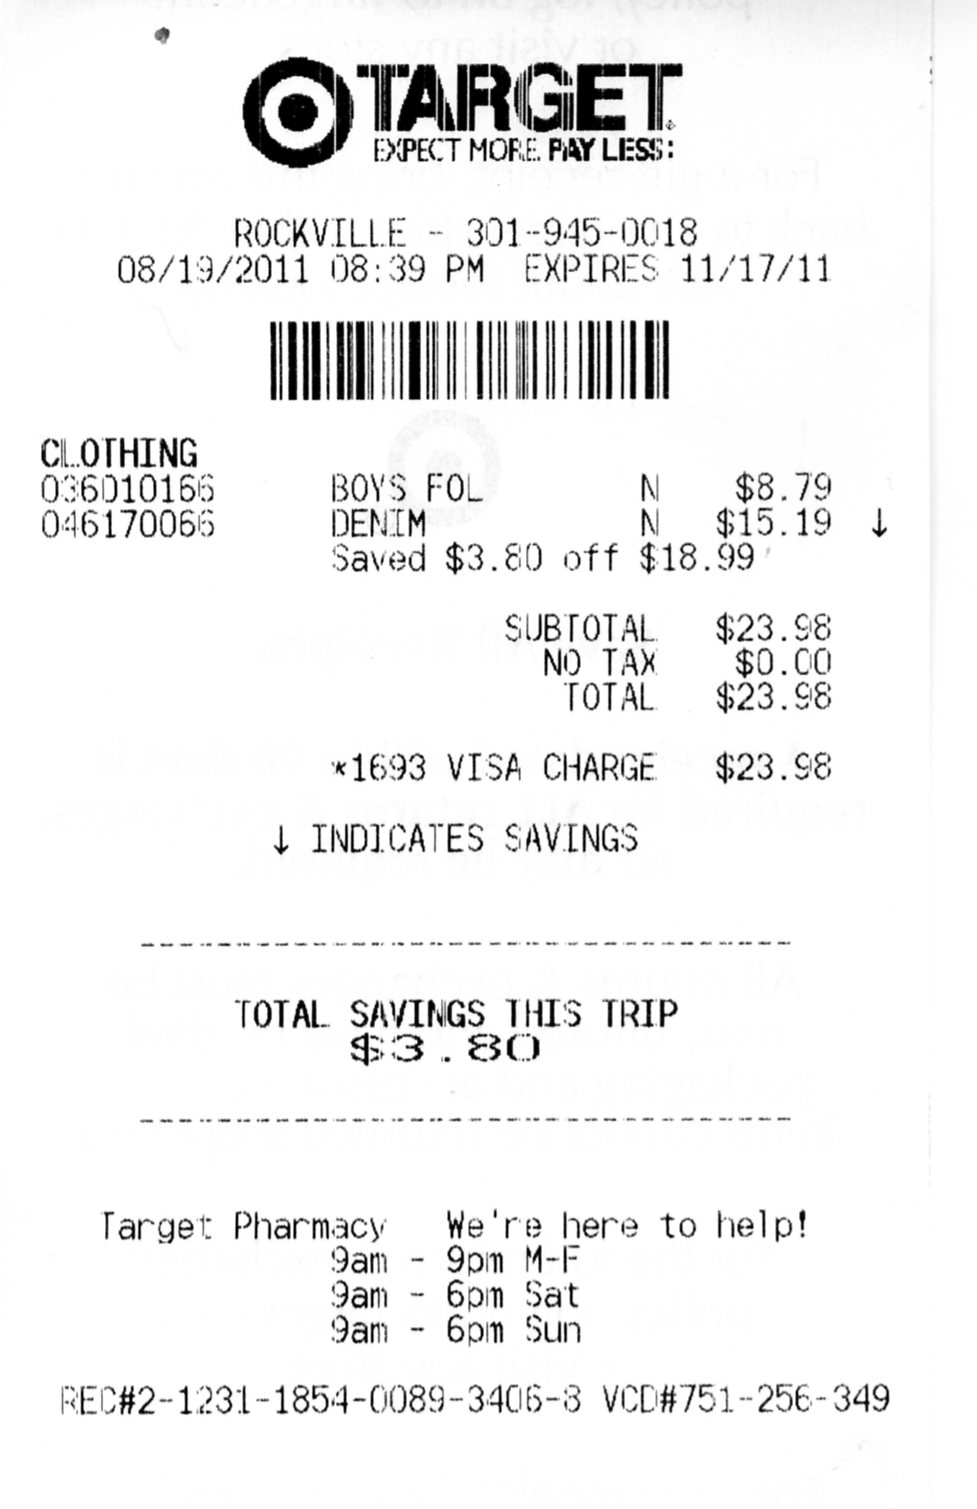 TARGET
EXPECT MORE. PAY LESS.
ROCKVILLE - 301-945-0018
08/19/2011 08:39 PM EXPIRES 11/17/11
CLOTHING
036010166 BOYS FOL N $8.79
046170066 DENIM N $15.19 ↓
Saved $3.80 off $18.99
SUBTOTAL $23.98
NO TAX $0.00
TOTAL $23.98
*1693 VISA CHARGE $23.98
↓ INDICATES SAVINGS
TOTAL SAVINGS THIS TRIP
$3.80
Target Pharmacy We're here to help!
9am - 9pm M-F
9am - 6pm Sat
9am - 6pm Sun
REC#2-1231-1854-0089-3406-8 VCD#751-256-349